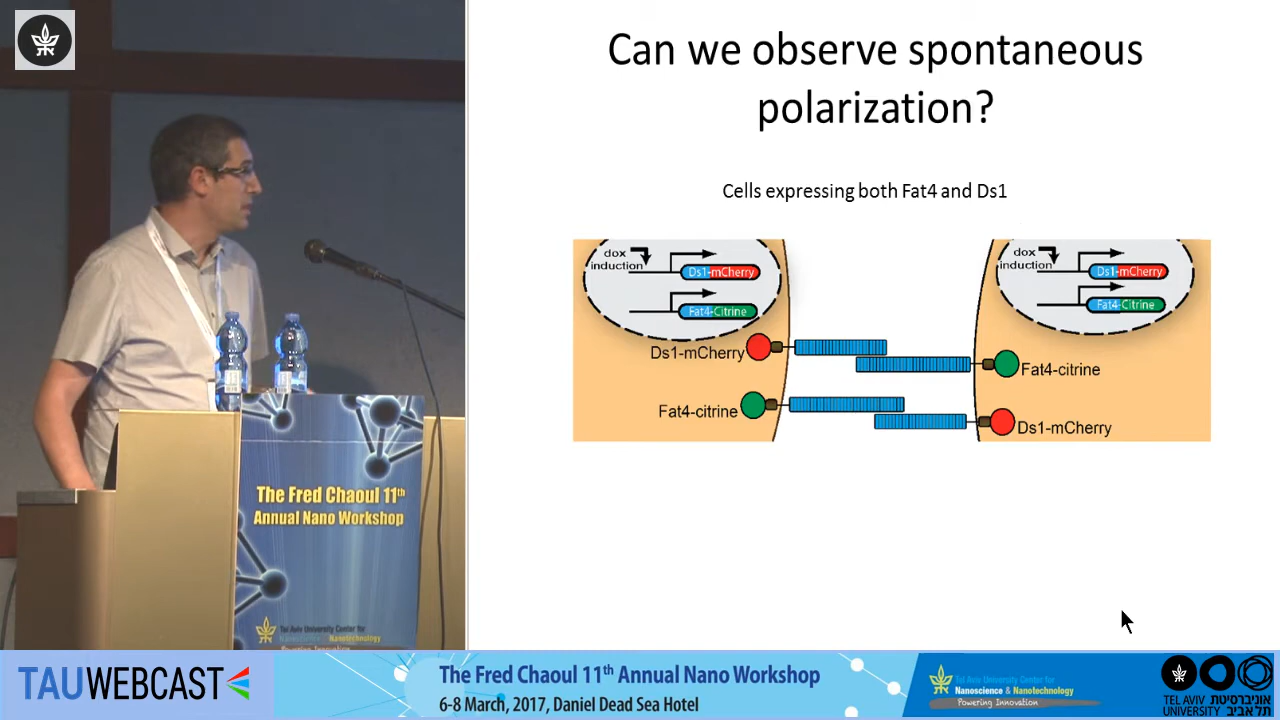 Can we observe spontaneous
polarization?
Cells expressing both Fat4 and Ds1
dox
induction
Ds1-mCherry
Fat4-Citrine
dox
induction
Ds1-mCherry
Fat4-Citrine
Ds1-mCherry
Fat4-citrine
Fat4-citrine
Ds1-mCherry
The Fred Chaoul 11th
Annual Nano Workshop
Tel Aviv University Center for
Nanoscience & Nanotechnology
Powering Innovation
TAUWEBCAST
The Fred Chaoul 11th Annual Nano Workshop
6-8 March, 2017, Daniel Dead Sea Hotel
Tel Aviv University Center for
Nanoscience & Nanotechnology
Powering Innovation
TEL AVIV אוניברסיטת
UNIVERSITY תל אביב